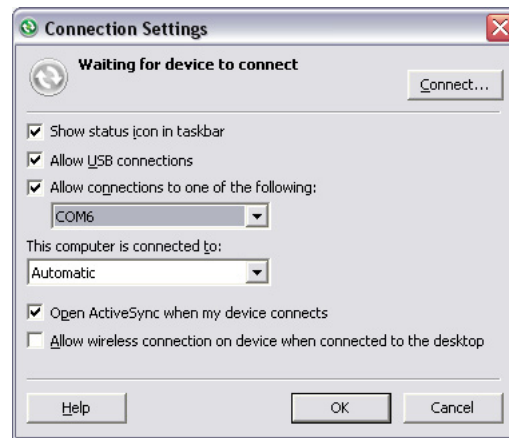 Connection Settings
Waiting for device to connect
Connect...
Show status icon in taskbar
Allow USB connections
Allow connections to one of the following:
COM6
This computer is connected to:
Automatic
Open ActiveSync when my device connects
Allow wireless connection on device when connected to the desktop
Help OK Cancel